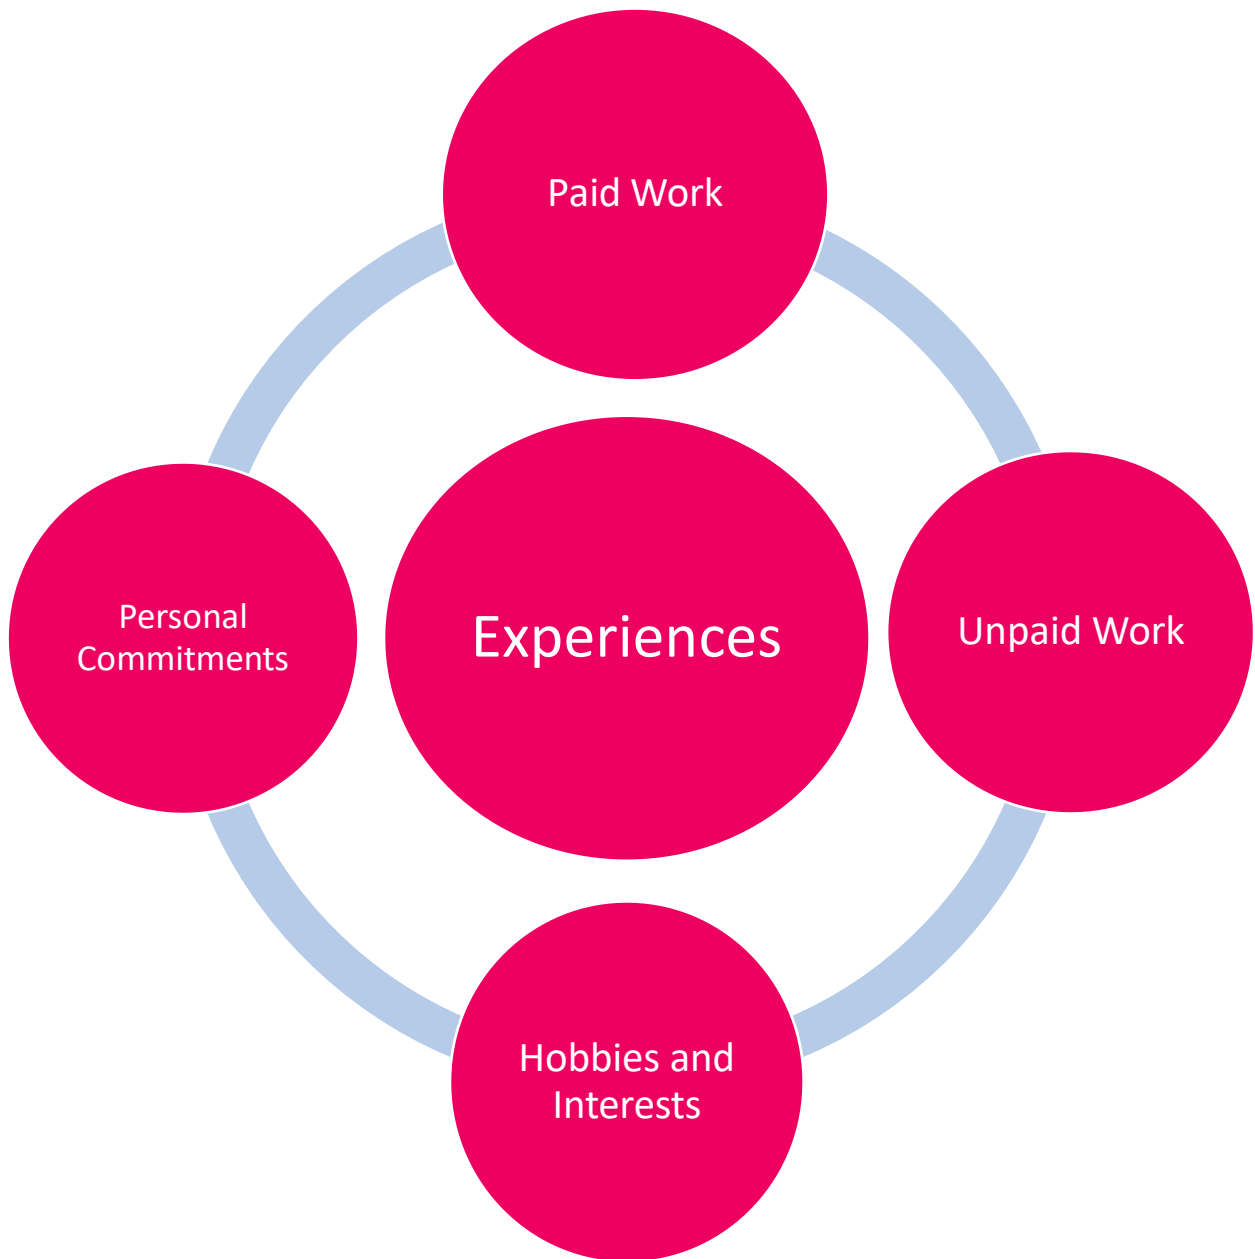 Paid Work
Experiences
Unpaid Work
Personal
Commitments
Hobbies and
Interests